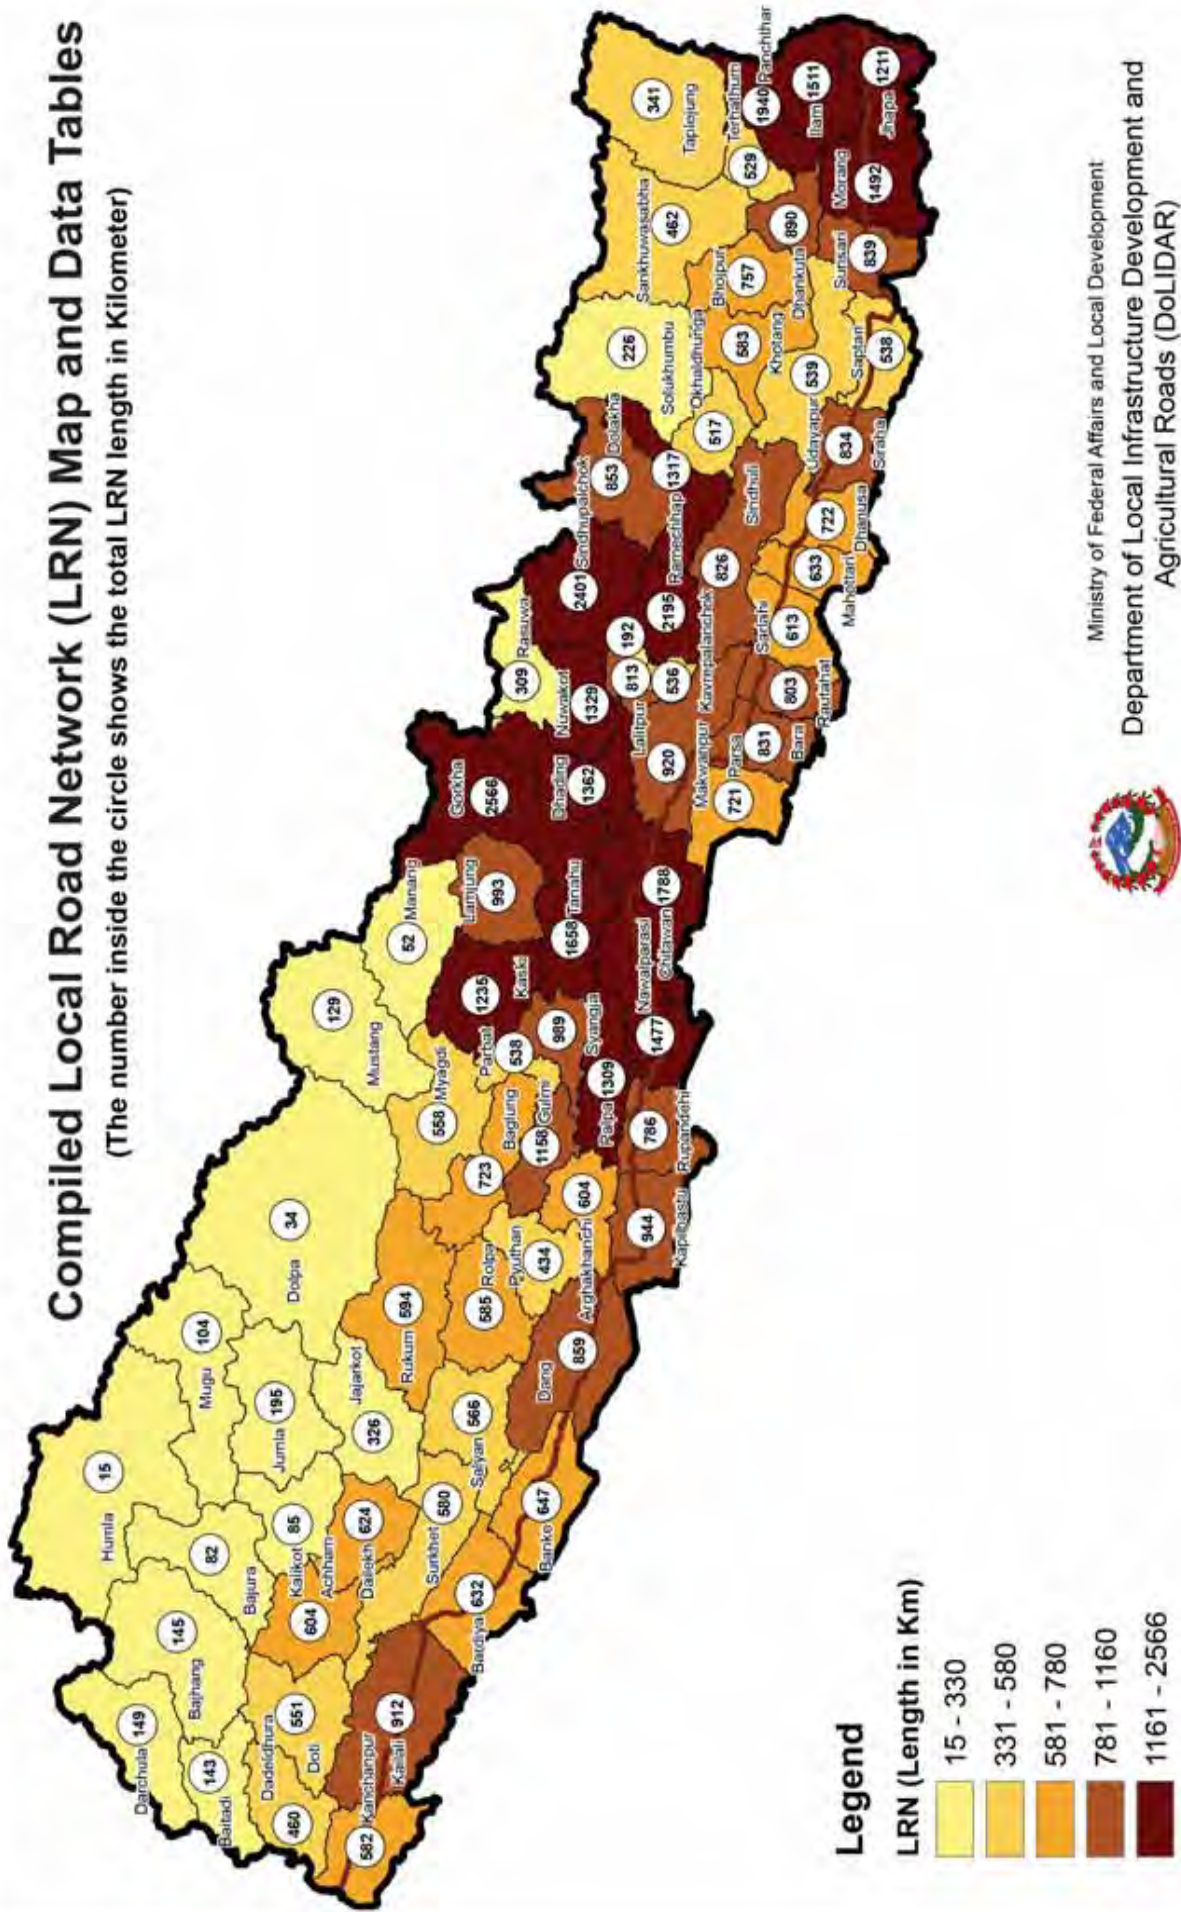 Compiled Local Road Network (LRN) Map and Data Tables
(The number inside the circle shows the total LRN length in Kilometer)
Darchula
149
Baitadi
143
Bajhang
145
Humla
15
Bajura
82
Mugu
104
Dadeldhura
460
Doti
551
Achham
604
Kalikot
85
Jumla
195
Dolpa
34
Kanchanpur
582
Kailali
912
Dailekh
624
Jajarkot
326
Rukum
594
Mustang
129
Manang
52
Bardiya
632
Surkhet
580
Salyan
566
Rolpa
585
Baglung
723
Myagdi
558
Parbat
538
Kaski
1235
Lamjung
993
Gorkha
2566
Banke
647
Dang
859
Pyuthan
434
Arghakhanchi
604
Gulmi
1158
Syangja
989
Tanahu
1658
Dhading
1362
Nuwakot
1329
Rasuwa
309
Kapilbastu
944
Rupandehi
786
Palpa
1309
Nawalparasi
1477
Chitawan
1788
Makwanpur
920
Lalitpur
813
192
536
Sindhupalchok
2401
Kavrepalanchok
2195
Dolakha
853
Ramechhap
1317
Parsa
721
Bara
831
Rautahat
803
Sarlahi
613
Sindhuli
826
Mahottari
633
Dhanusa
722
Siraha
834
Saptari
538
Udayapur
539
Okhaldhunga
517
Solukhumbu
226
Khotang
583
Bhojpur
757
Sankhuwasabha
462
Taplejung
341
Terhathum
529
Dhankuta
890
Sunsari
839
Morang
1492
Panchthar
1940
Ilam
1511
Jhapa
1211
Legend
LRN (Length in Km)
15 - 330
331 - 580
581 - 780
781 - 1160
1161 - 2566
Ministry of Federal Affairs and Local Development
Department of Local Infrastructure Development and
Agricultural Roads (DoLIDAR)